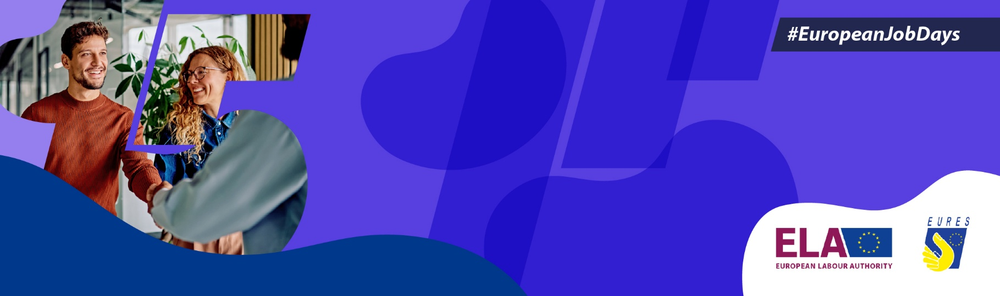 #EuropeanJobDays
EURES
ELA
EUROPEAN LABOUR AUTHORITY